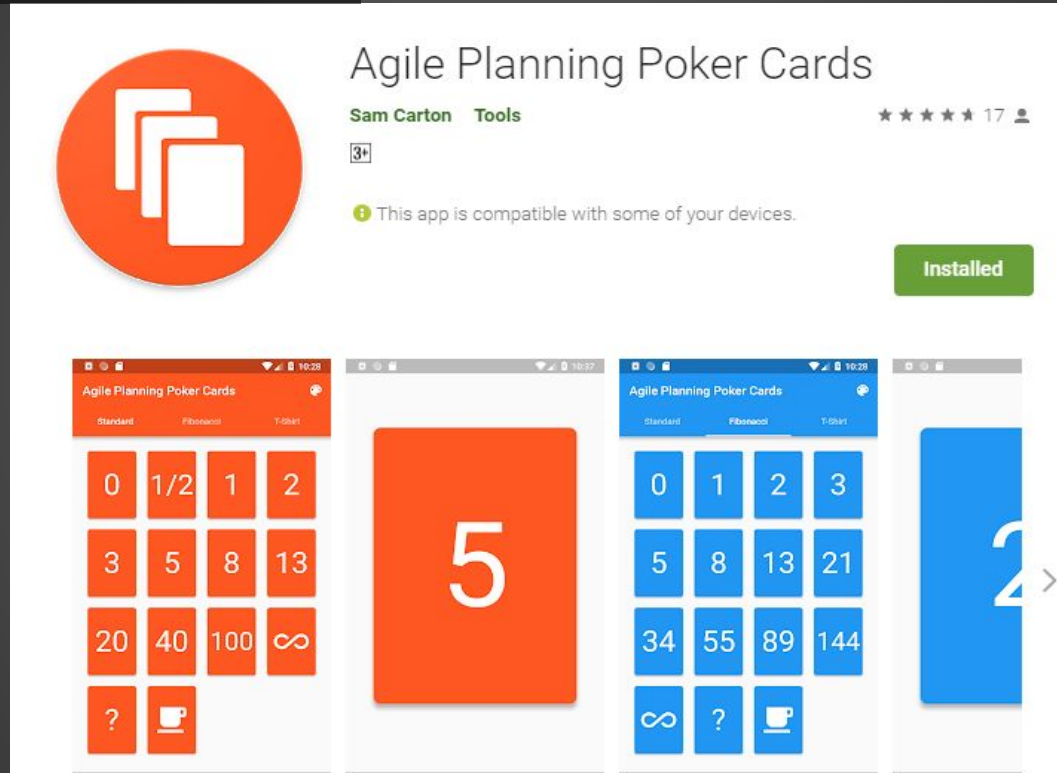 Agile Planning Poker Cards
Sam Carton Tools
17
3+
This app is compatible with some of your devices.
Installed
10:28
Agile Planning Poker Cards
Standard Fibonacci T-Shirt
0 1/2 1 2
3 5 8 13
20 40 100 ∞
?
10:37
5
10:28
Agile Planning Poker Cards
Standard Fibonacci T-Shirt
0 1 2 3
5 8 13 21
34 55 89 144
∞ ?
2